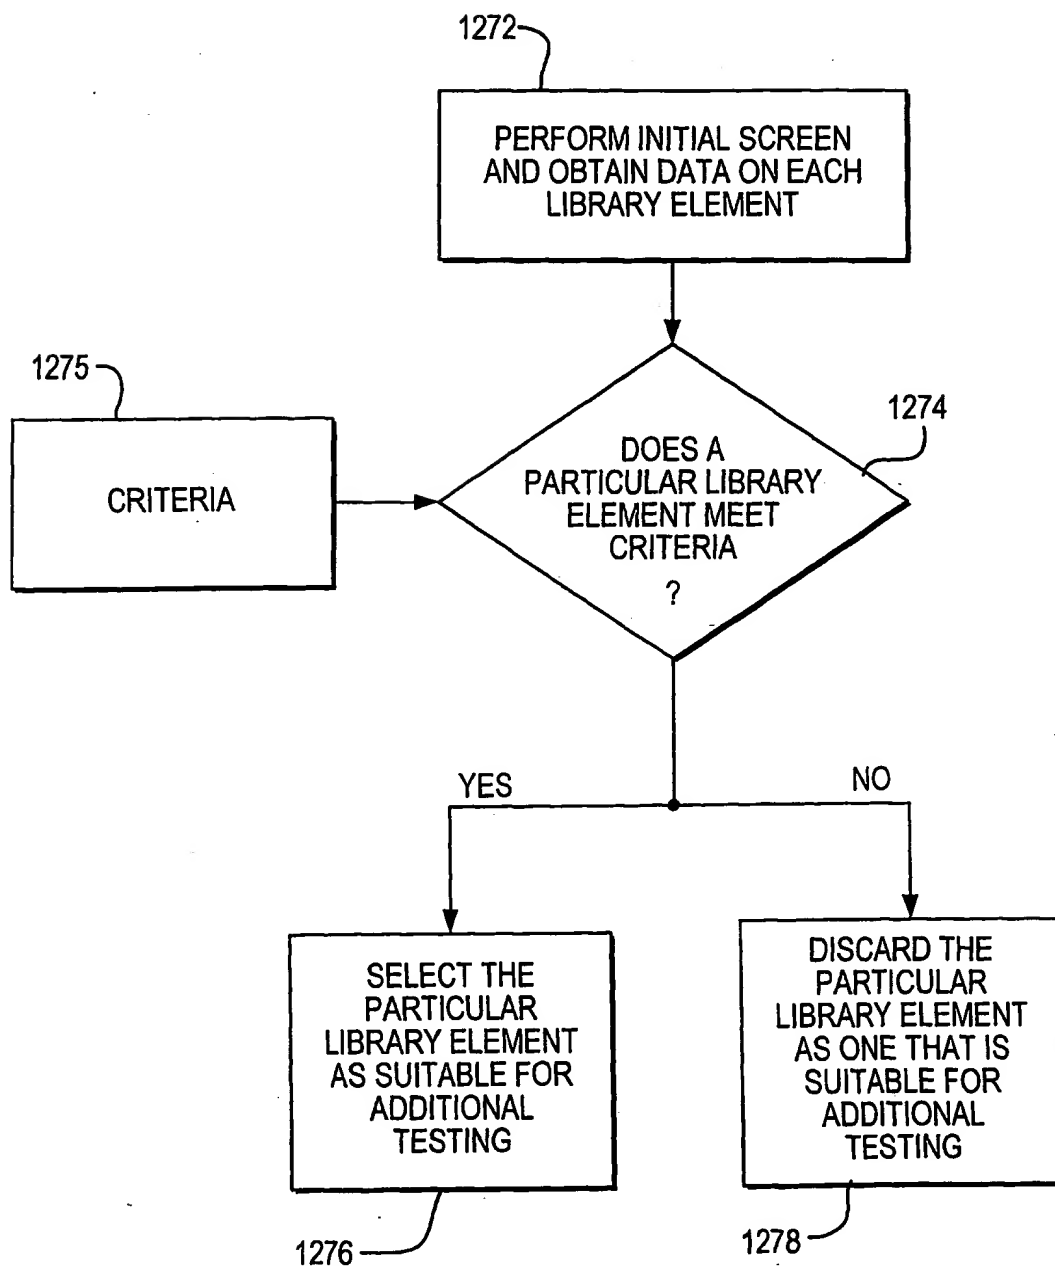 1272
PERFORM INITIAL SCREEN
AND OBTAIN DATA ON EACH
LIBRARY ELEMENT
1275
CRITERIA
1274
DOES A
PARTICULAR LIBRARY
ELEMENT MEET
CRITERIA
?
YES
NO
SELECT THE
PARTICULAR
LIBRARY ELEMENT
AS SUITABLE FOR
ADDITIONAL
TESTING
1276
DISCARD THE
PARTICULAR
LIBRARY ELEMENT
AS ONE THAT IS
SUITABLE FOR
ADDITIONAL
TESTING
1278